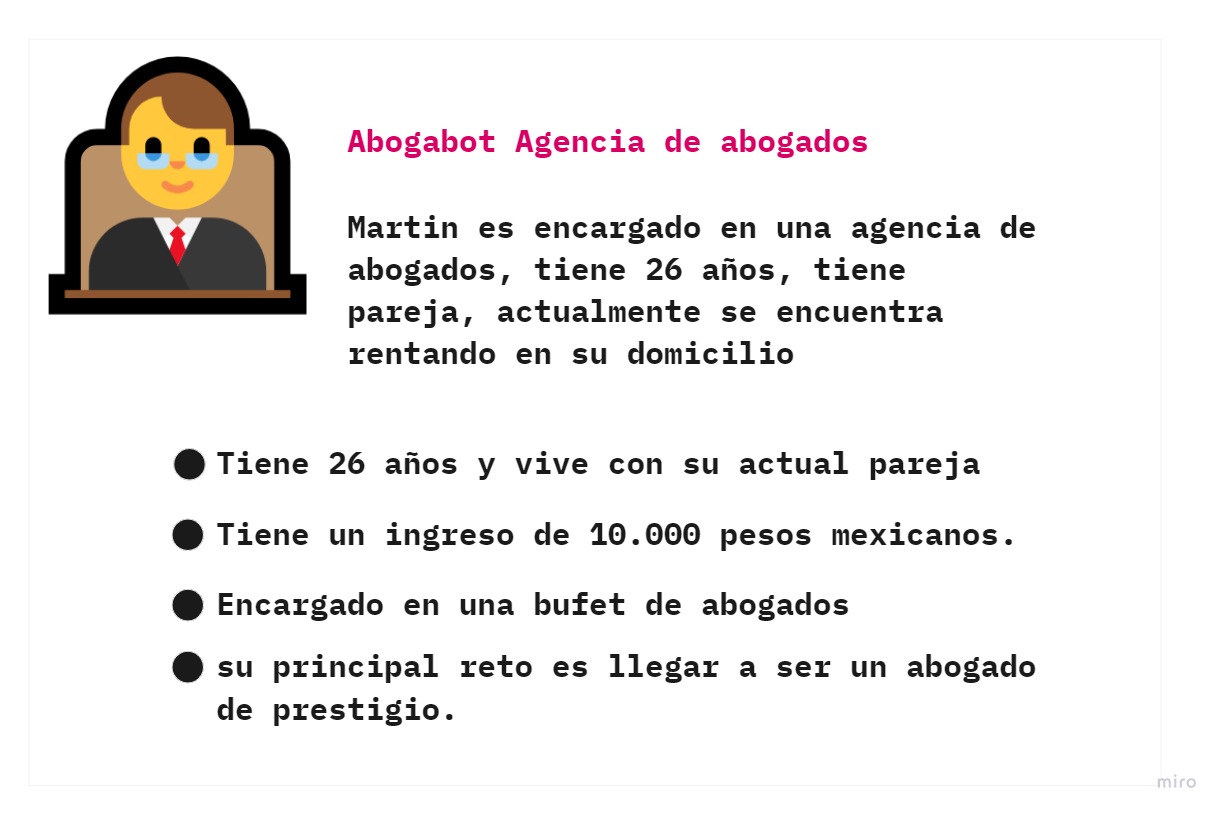 Abogabot Agencia de abogados
Martin es encargado en una agencia de
abogados, tiene 26 años, tiene
pareja, actualmente se encuentra
rentando en su domicilio
Tiene 26 años y vive con su actual pareja
Tiene un ingreso de 10.000 pesos mexicanos.
Encargado en una bufet de abogados
su principal reto es llegar a ser un abogado
de prestigio.
miro